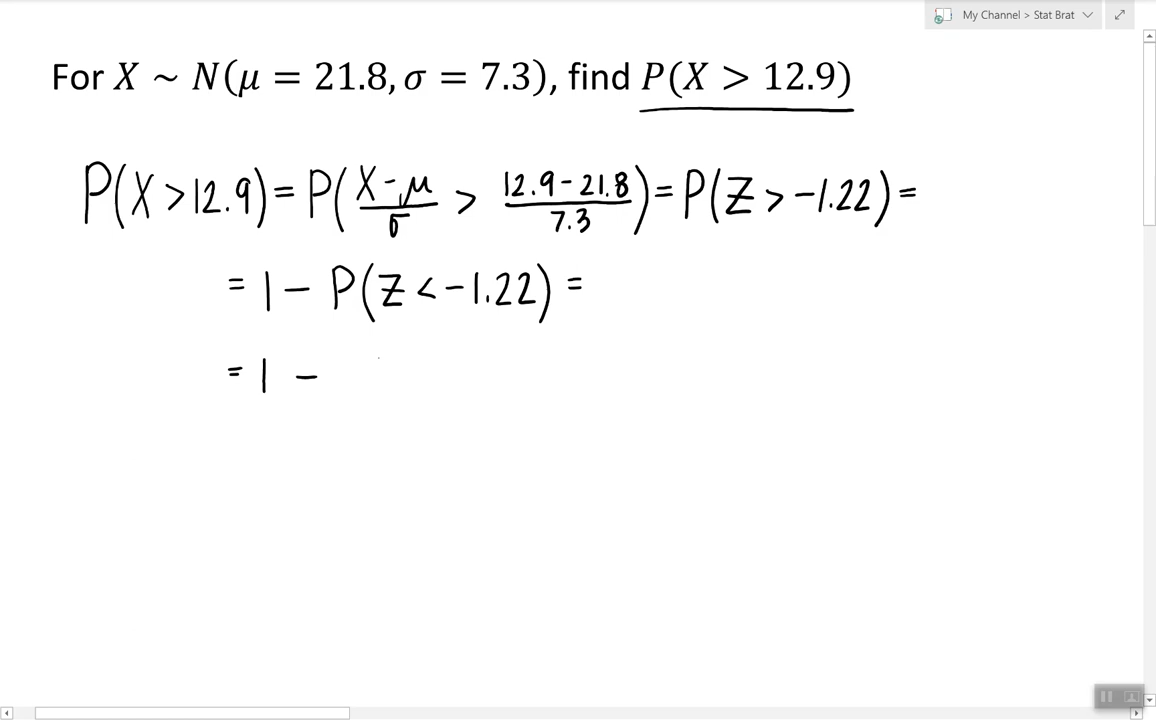 My Channel > Stat Brat
For X ~ N(μ = 21.8, σ = 7.3), find P(X > 12.9)
P(X > 12.9) = P((X - μ)/σ > (12.9 - 21.8)/7.3) = P(Z > -1.22) =
= 1 - P(Z < -1.22) =
= 1 -